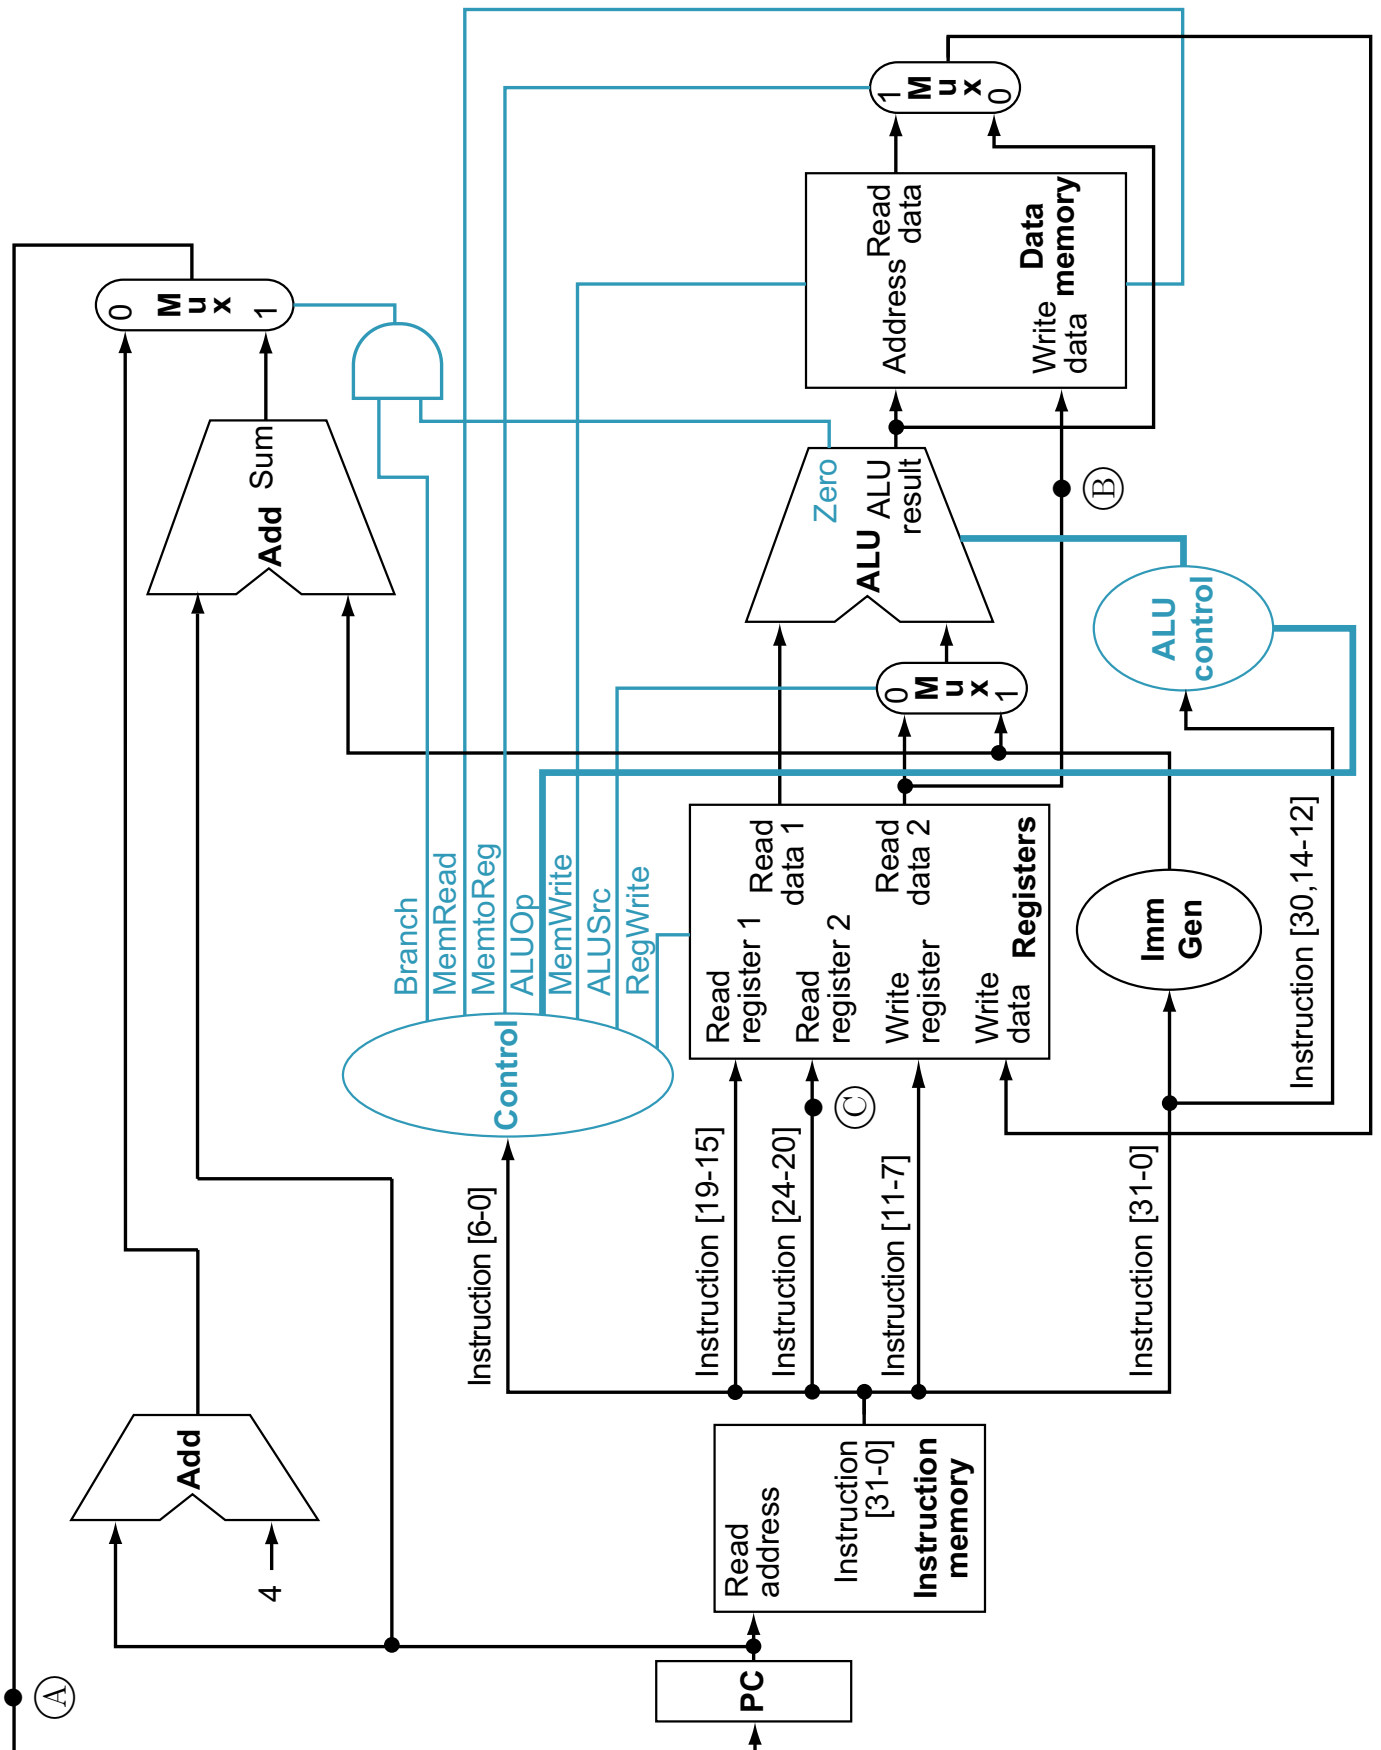 A
PC
4
Add
Read
address
Instruction
[31-0]
Instruction
memory
Instruction [6-0]
Instruction [19-15]
Instruction [24-20]
Instruction [11-7]
Instruction [31-0]
Instruction [30,14-12]
C
Control
Branch
MemRead
MemtoReg
ALUOp
MemWrite
ALUSrc
RegWrite
Read
register 1
Read
register 2
Write
register
Write
data
Read
data 1
Read
data 2
Registers
Imm
Gen
0
M
u
x
1
ALU
control
Add Sum
Zero
ALU ALU
result
B
0
M
u
x
1
Address
Write
data
Read
data
Data
memory
1
M
u
x
0